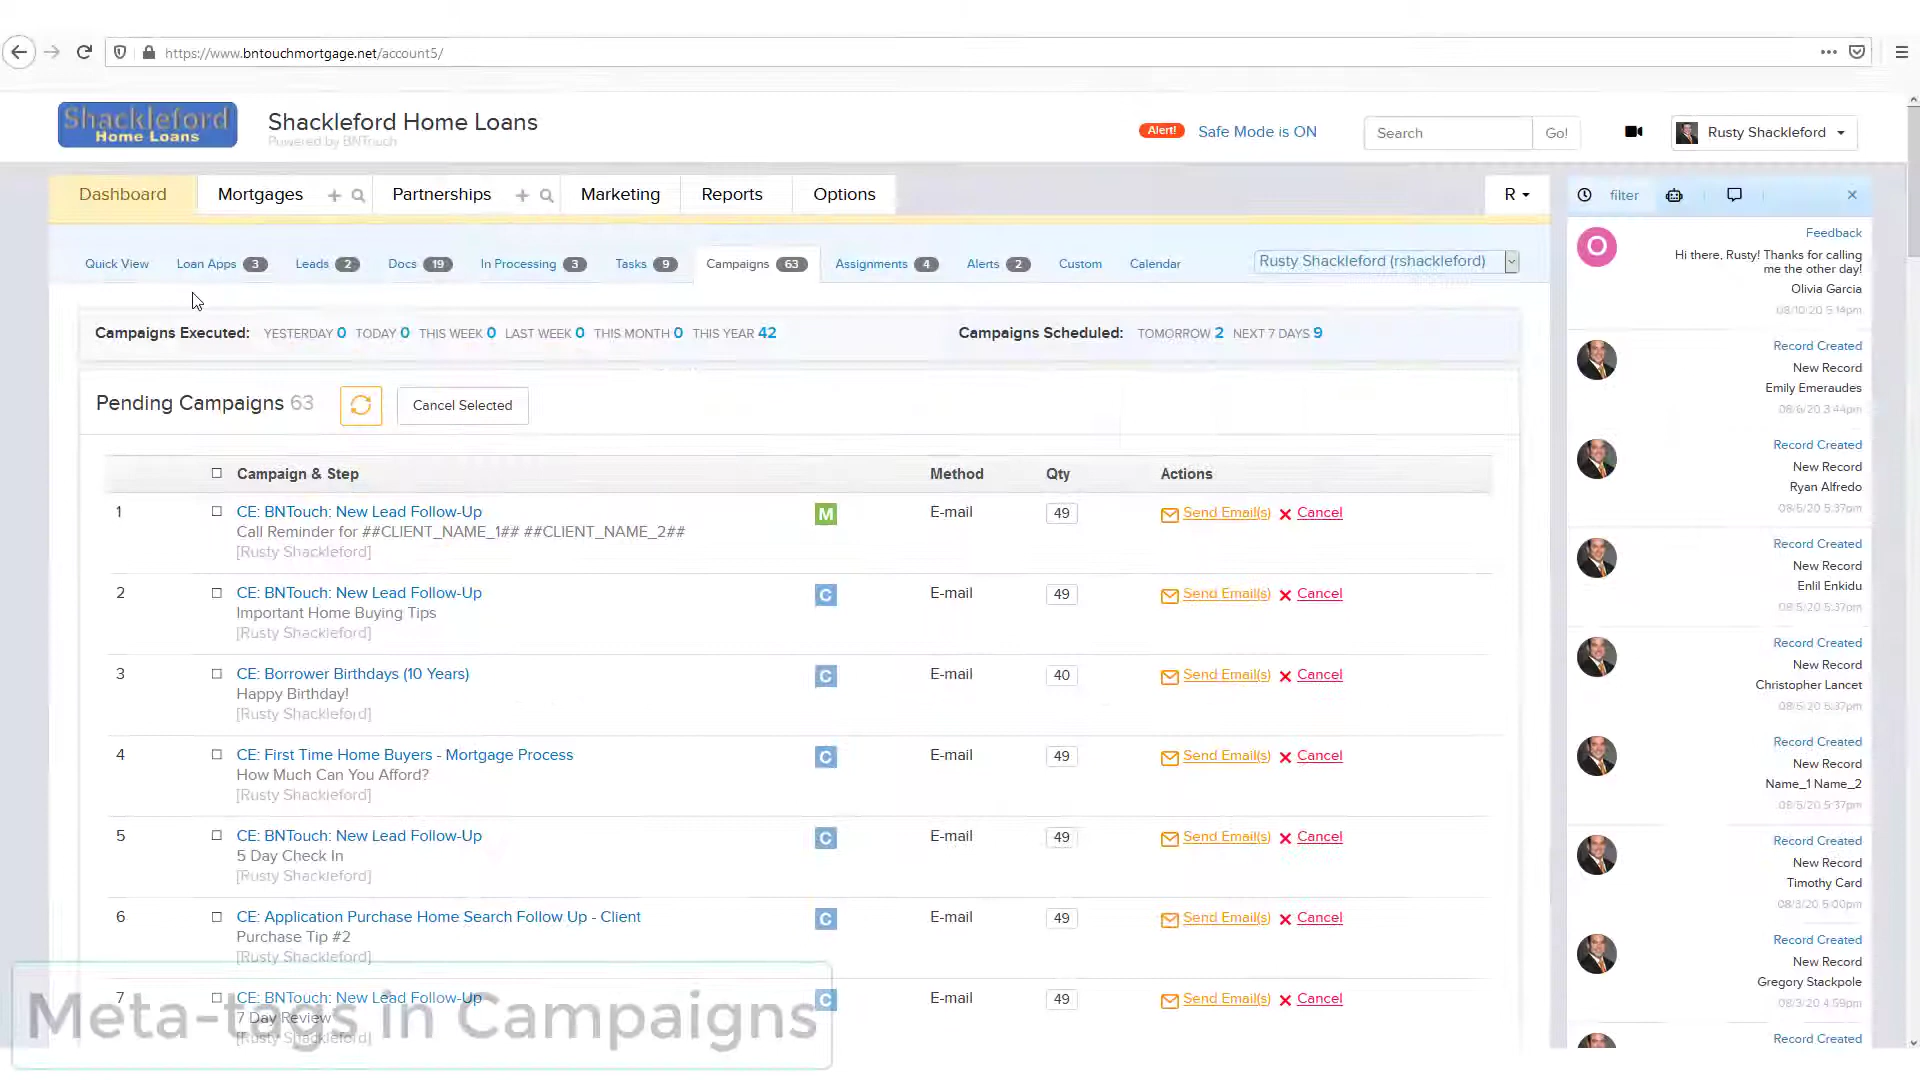 https://www.bntouchmortgage.net/account5/
Shackleford
Home Loans
Shackleford Home Loans
Powered by BNTouch
Alert! Safe Mode is ON
Search Go!
Rusty Shackleford
Dashboard Mortgages Partnerships Marketing Reports Options R
filter
Quick View Loan Apps 3 Leads 2 Docs 19 In Processing 3 Tasks 9 Campaigns 63 Assignments 4 Alerts 2 Custom Calendar
Rusty Shackleford (rshackleford)
Campaigns Executed: YESTERDAY 0 TODAY 0 THIS WEEK 0 LAST WEEK 0 THIS MONTH 0 THIS YEAR 42
Campaigns Scheduled: TOMORROW 2 NEXT 7 DAYS 9
Pending Campaigns 63 Cancel Selected
Campaign & Step Method Qty Actions
1 CE: BNTouch: New Lead Follow-Up M E-mail 49 Send Email(s) Cancel
Call Reminder for ##CLIENT_NAME_1## ##CLIENT_NAME_2##
[Rusty Shackleford]
2 CE: BNTouch: New Lead Follow-Up C E-mail 49 Send Email(s) Cancel
Important Home Buying Tips
[Rusty Shackleford]
3 CE: Borrower Birthdays (10 Years) C E-mail 40 Send Email(s) Cancel
Happy Birthday!
[Rusty Shackleford]
4 CE: First Time Home Buyers - Mortgage Process C E-mail 49 Send Email(s) Cancel
How Much Can You Afford?
[Rusty Shackleford]
5 CE: BNTouch: New Lead Follow-Up C E-mail 49 Send Email(s) Cancel
5 Day Check In
[Rusty Shackleford]
6 CE: Application Purchase Home Search Follow Up - Client C E-mail 49 Send Email(s) Cancel
Purchase Tip #2
[Rusty Shackleford]
7 CE: BNTouch: New Lead Follow-Up C E-mail 49 Send Email(s) Cancel
7 Day Review
[Rusty Shackleford]
Meta-tags in Campaigns
O
Feedback
Hi there, Rusty! Thanks for calling
me the other day!
Olivia Garcia
08/10/20 5:14pm
Record Created
New Record
Emily Emeraudes
08/6/20 3:44pm
Record Created
New Record
Ryan Alfredo
08/5/20 5:37pm
Record Created
New Record
Enlil Enkidu
08/5/20 5:37pm
Record Created
New Record
Christopher Lancet
08/5/20 5:37pm
Record Created
New Record
Name_1 Name_2
08/5/20 5:37pm
Record Created
New Record
Timothy Card
08/3/20 5:00pm
Record Created
New Record
Gregory Stackpole
08/3/20 4:59pm
Record Created